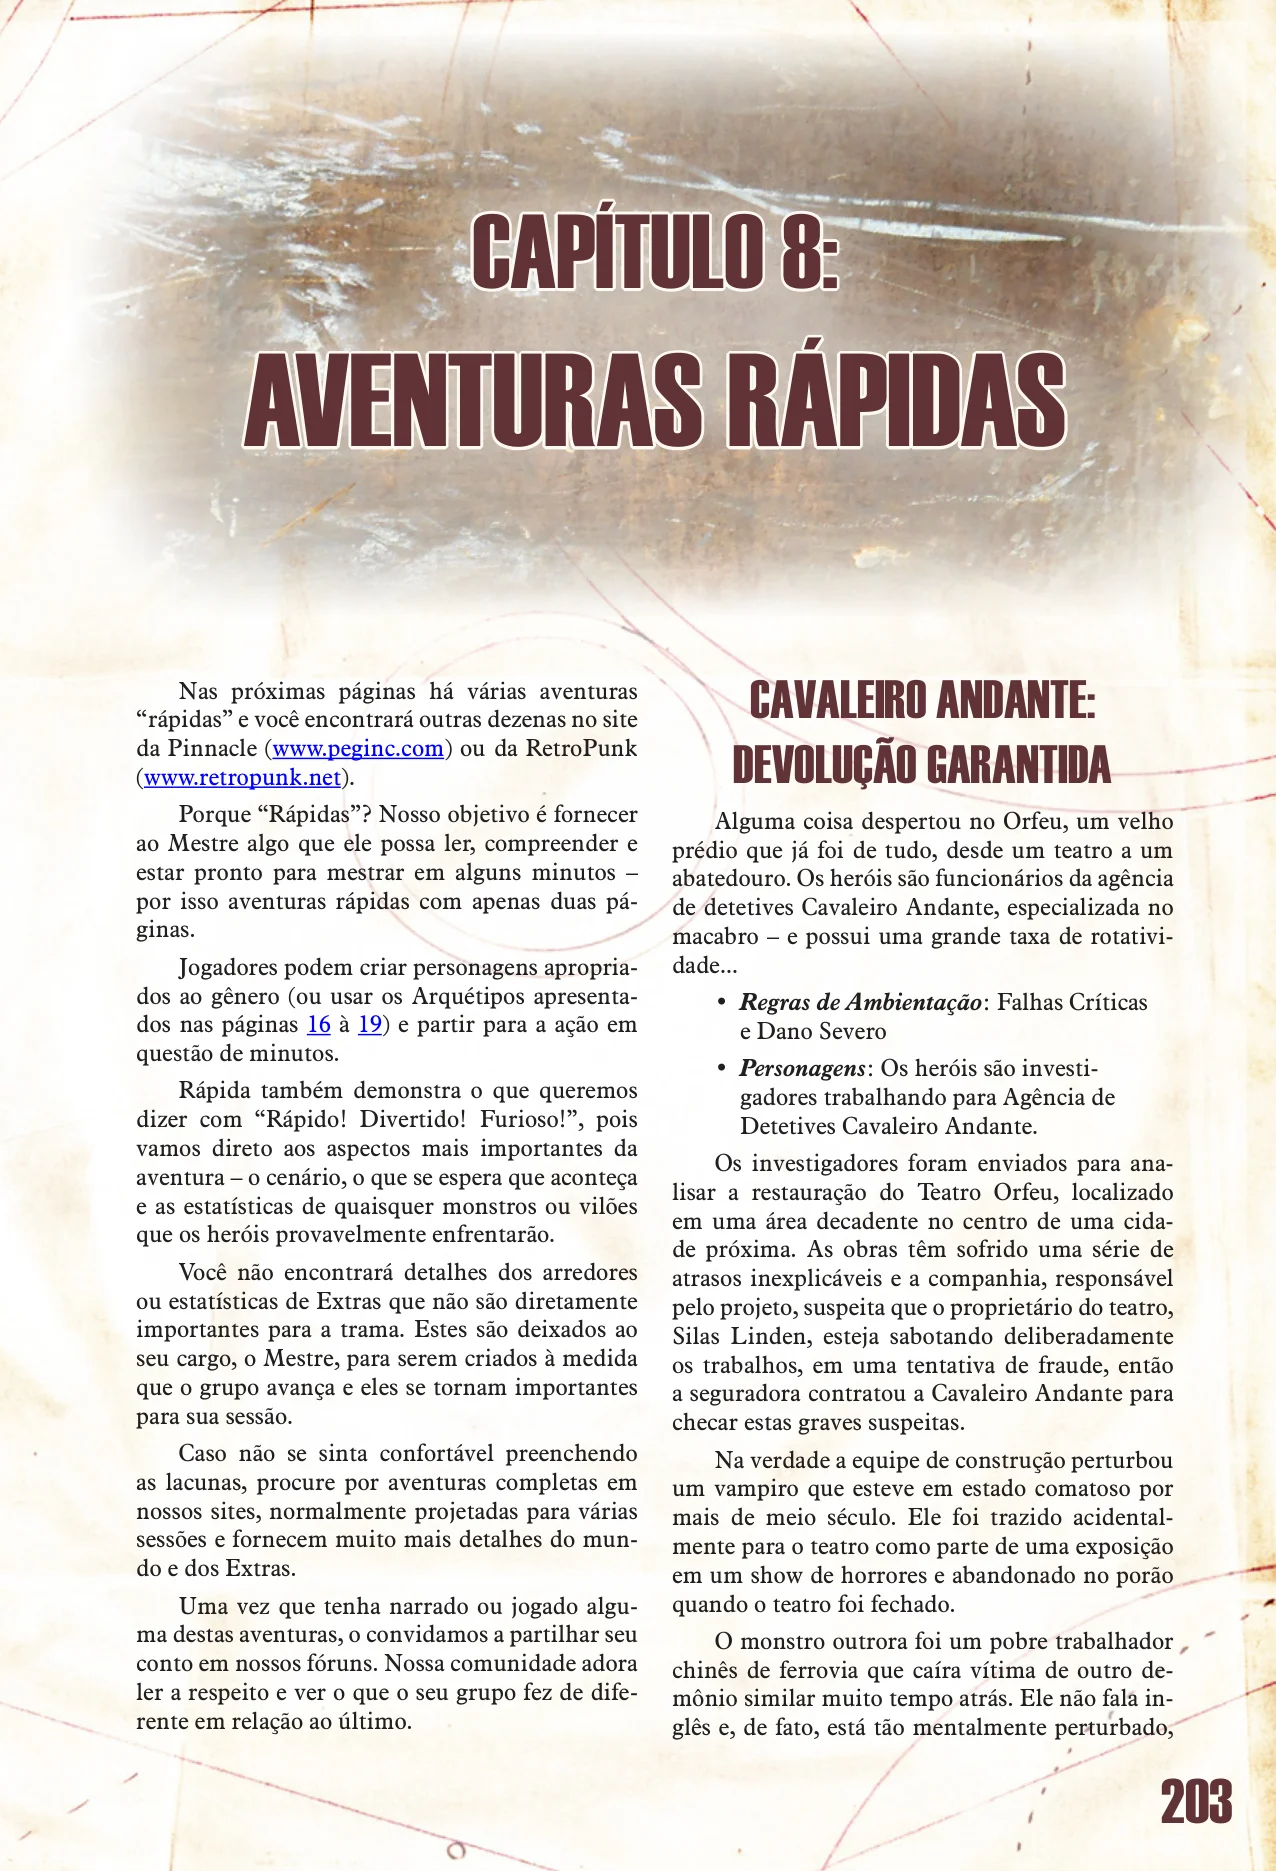 CAPÍTULO 8:
AVENTURAS RÁPIDAS
Nas próximas páginas há várias aventuras
“rápidas” e você encontrará outras dezenas no site
da Pinnacle (www.peginc.com) ou da RetroPunk
(www.retropunk.net).
Porque “Rápidas”? Nosso objetivo é fornecer
ao Mestre algo que ele possa ler, compreender e
estar pronto para mestrar em alguns minutos –
por isso aventuras rápidas com apenas duas pá-
ginas.
Jogadores podem criar personagens apropria-
dos ao gênero (ou usar os Arquétipos apresenta-
dos nas páginas 16 à 19) e partir para a ação em
questão de minutos.
Rápida também demonstra o que queremos
dizer com “Rápido! Divertido! Furioso!”, pois
vamos direto aos aspectos mais importantes da
aventura – o cenário, o que se espera que aconteça
e as estatísticas de quaisquer monstros ou vilões
que os heróis provavelmente enfrentarão.
Você não encontrará detalhes dos arredores
ou estatísticas de Extras que não são diretamente
importantes para a trama. Estes são deixados ao
seu cargo, o Mestre, para serem criados à medida
que o grupo avança e eles se tornam importantes
para sua sessão.
Caso não se sinta confortável preenchendo
as lacunas, procure por aventuras completas em
nossos sites, normalmente projetadas para várias
sessões e fornecem muito mais detalhes do mun-
do e dos Extras.
Uma vez que tenha narrado ou jogado algu-
ma destas aventuras, o convidamos a partilhar seu
conto em nossos fóruns. Nossa comunidade adora
ler a respeito e ver o que o seu grupo fez de dife-
rente em relação ao último.
CAVALEIRO ANDANTE:
DEVOLUÇÃO GARANTIDA
Alguma coisa despertou no Orfeu, um velho
prédio que já foi de tudo, desde um teatro a um
abatedouro. Os heróis são funcionários da agência
de detetives Cavaleiro Andante, especializada no
macabro – e possui uma grande taxa de rotativi-
dade...
• Regras de Ambientação: Falhas Críticas
e Dano Severo
• Personagens: Os heróis são investi-
gadores trabalhando para Agência de
Detetives Cavaleiro Andante.
Os investigadores foram enviados para ana-
lisar a restauração do Teatro Orfeu, localizado
em uma área decadente no centro de uma cida-
de próxima. As obras têm sofrido uma série de
atrasos inexplicáveis e a companhia, responsável
pelo projeto, suspeita que o proprietário do teatro,
Silas Linden, esteja sabotando deliberadamente
os trabalhos, em uma tentativa de fraude, então
a seguradora contratou a Cavaleiro Andante para
checar estas graves suspeitas.
Na verdade a equipe de construção perturbou
um vampiro que esteve em estado comatoso por
mais de meio século. Ele foi trazido acidental-
mente para o teatro como parte de uma exposição
em um show de horrores e abandonado no porão
quando o teatro foi fechado.
O monstro outrora foi um pobre trabalhador
chinês de ferrovia que caíra vítima de outro de-
mônio similar muito tempo atrás. Ele não fala in-
glês e, de fato, está tão mentalmente perturbado,
203